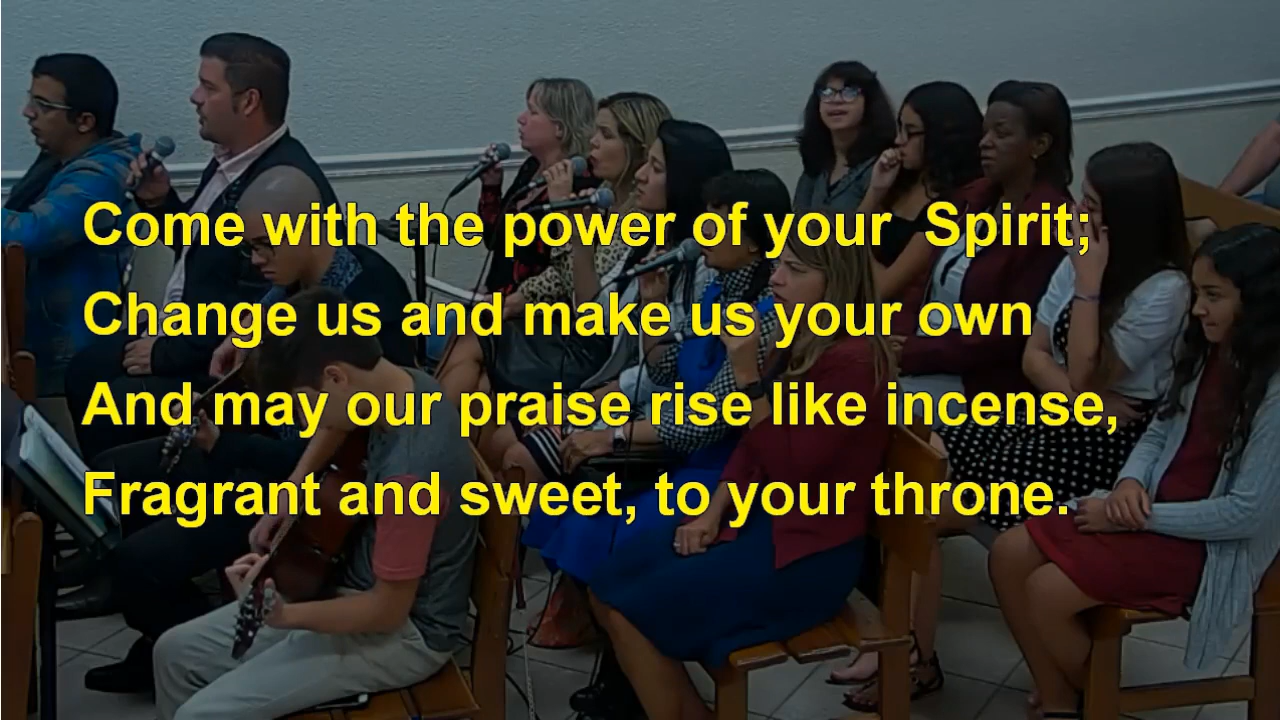 Come with the power of your  Spirit;
Change us and make us your own
And may our praise rise like incense,
Fragrant and sweet, to your throne.